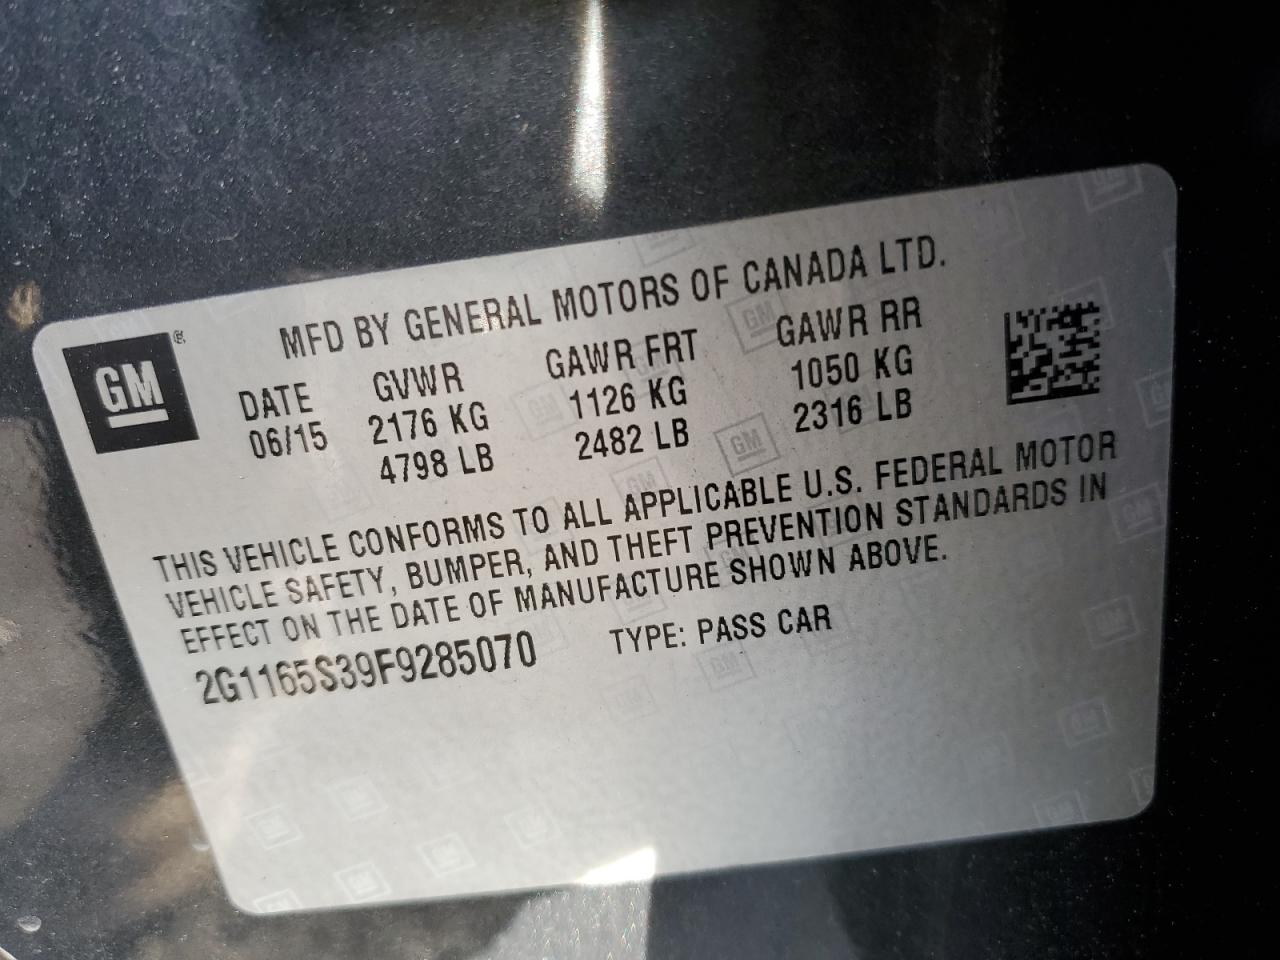 GM
MFD BY GENERAL MOTORS OF CANADA LTD.
DATE GVWR GAWR FRT GAWR RR
06/15 2176 KG 1126 KG 1050 KG
4798 LB 2482 LB 2316 LB
THIS VEHICLE CONFORMS TO ALL APPLICABLE U.S. FEDERAL MOTOR
VEHICLE SAFETY, BUMPER, AND THEFT PREVENTION STANDARDS IN
EFFECT ON THE DATE OF MANUFACTURE SHOWN ABOVE.
2G1165S39F9285070 TYPE: PASS CAR